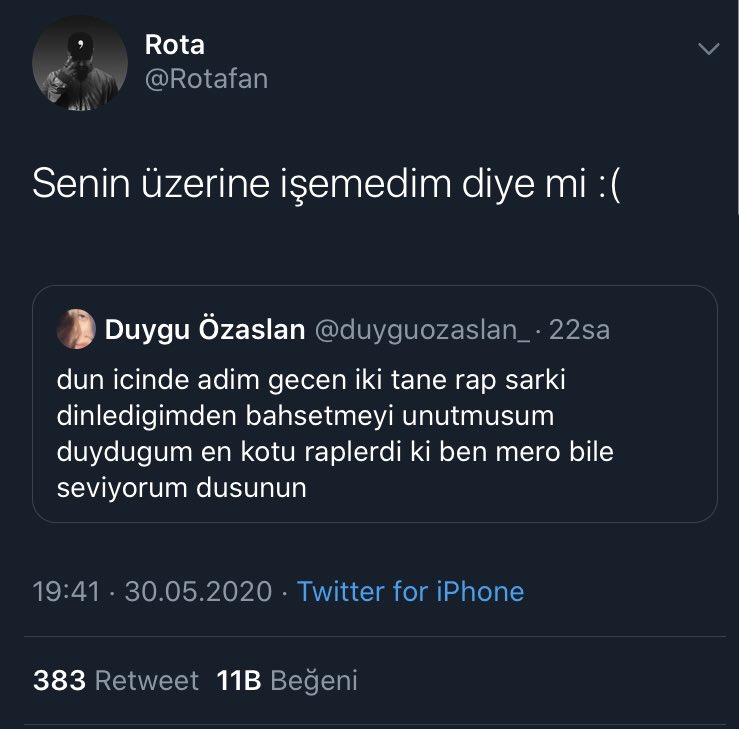 Rota
@Rotafan
Senin üzerine işemedim diye mi :(
Duygu Özaslan @duyguozaslan_ · 22sa
dun icinde adim gecen iki tane rap sarki
dinledigimden bahsetmeyi unutmusum
duydugum en kotu raplerdi ki ben mero bile
seviyorum dusunun
19:41 · 30.05.2020 · Twitter for iPhone
383 Retweet 11B Beğeni